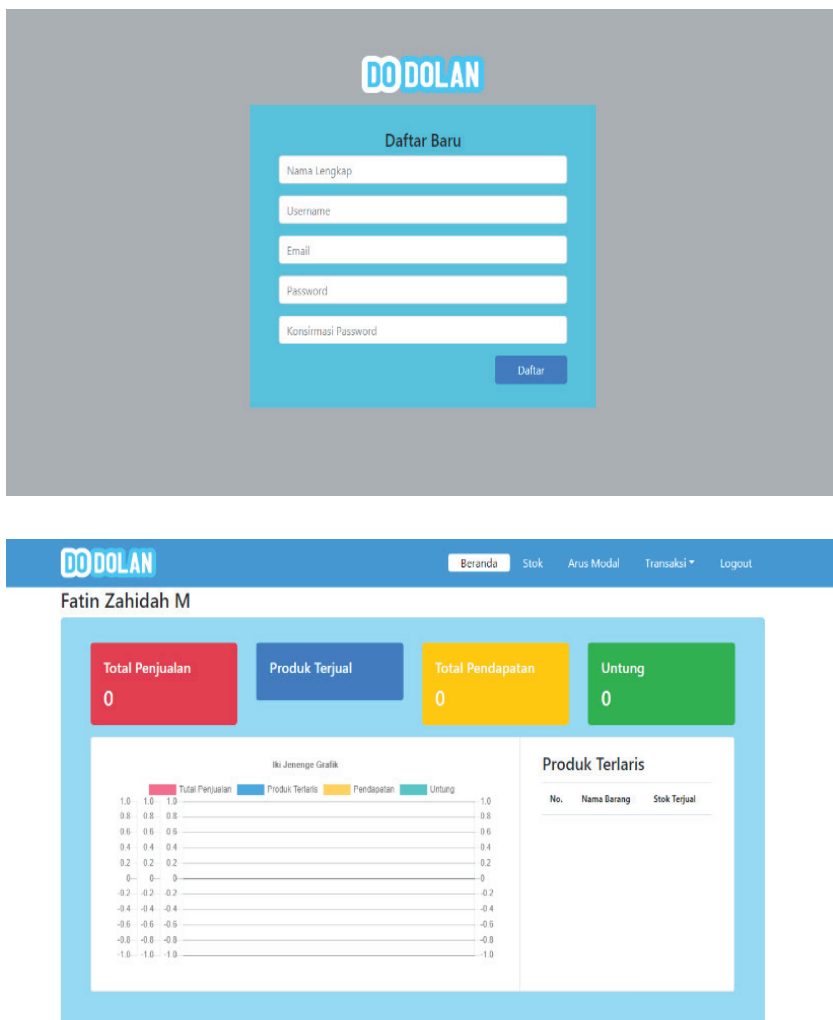 DODOLAN
Daftar Baru
Nama Lengkap
Username
Email
Password
Konsirmasi Password
Daftar
DODOLAN
Beranda Stok Arus Modal Transaksi Logout
Fatin Zahidah M
Total Penjualan Produk Terjual Total Pendapatan Untung
0 0 0
Iki Jenenge Grafik
Produk Terlaris
Tutal Penjualan Produk Terlaris Pendapatan Untung
No. Nama Barang Stok Terjual
1.0 1.0 1.0 1.0
0.8 0.8 0.8 0.8
0.6 0.6 0.6 0.6
0.4 0.4 0.4 0.4
0.2 0.2 0.2 0.2
0 0 0 0
-0.2 -0.2 -0.2 -0.2
-0.4 -0.4 -0.4 -0.4
-0.6 -0.6 -0.6 -0.6
-0.8 -0.8 -0.8 -0.8
-1.0 -1.0 -1.0 -1.0